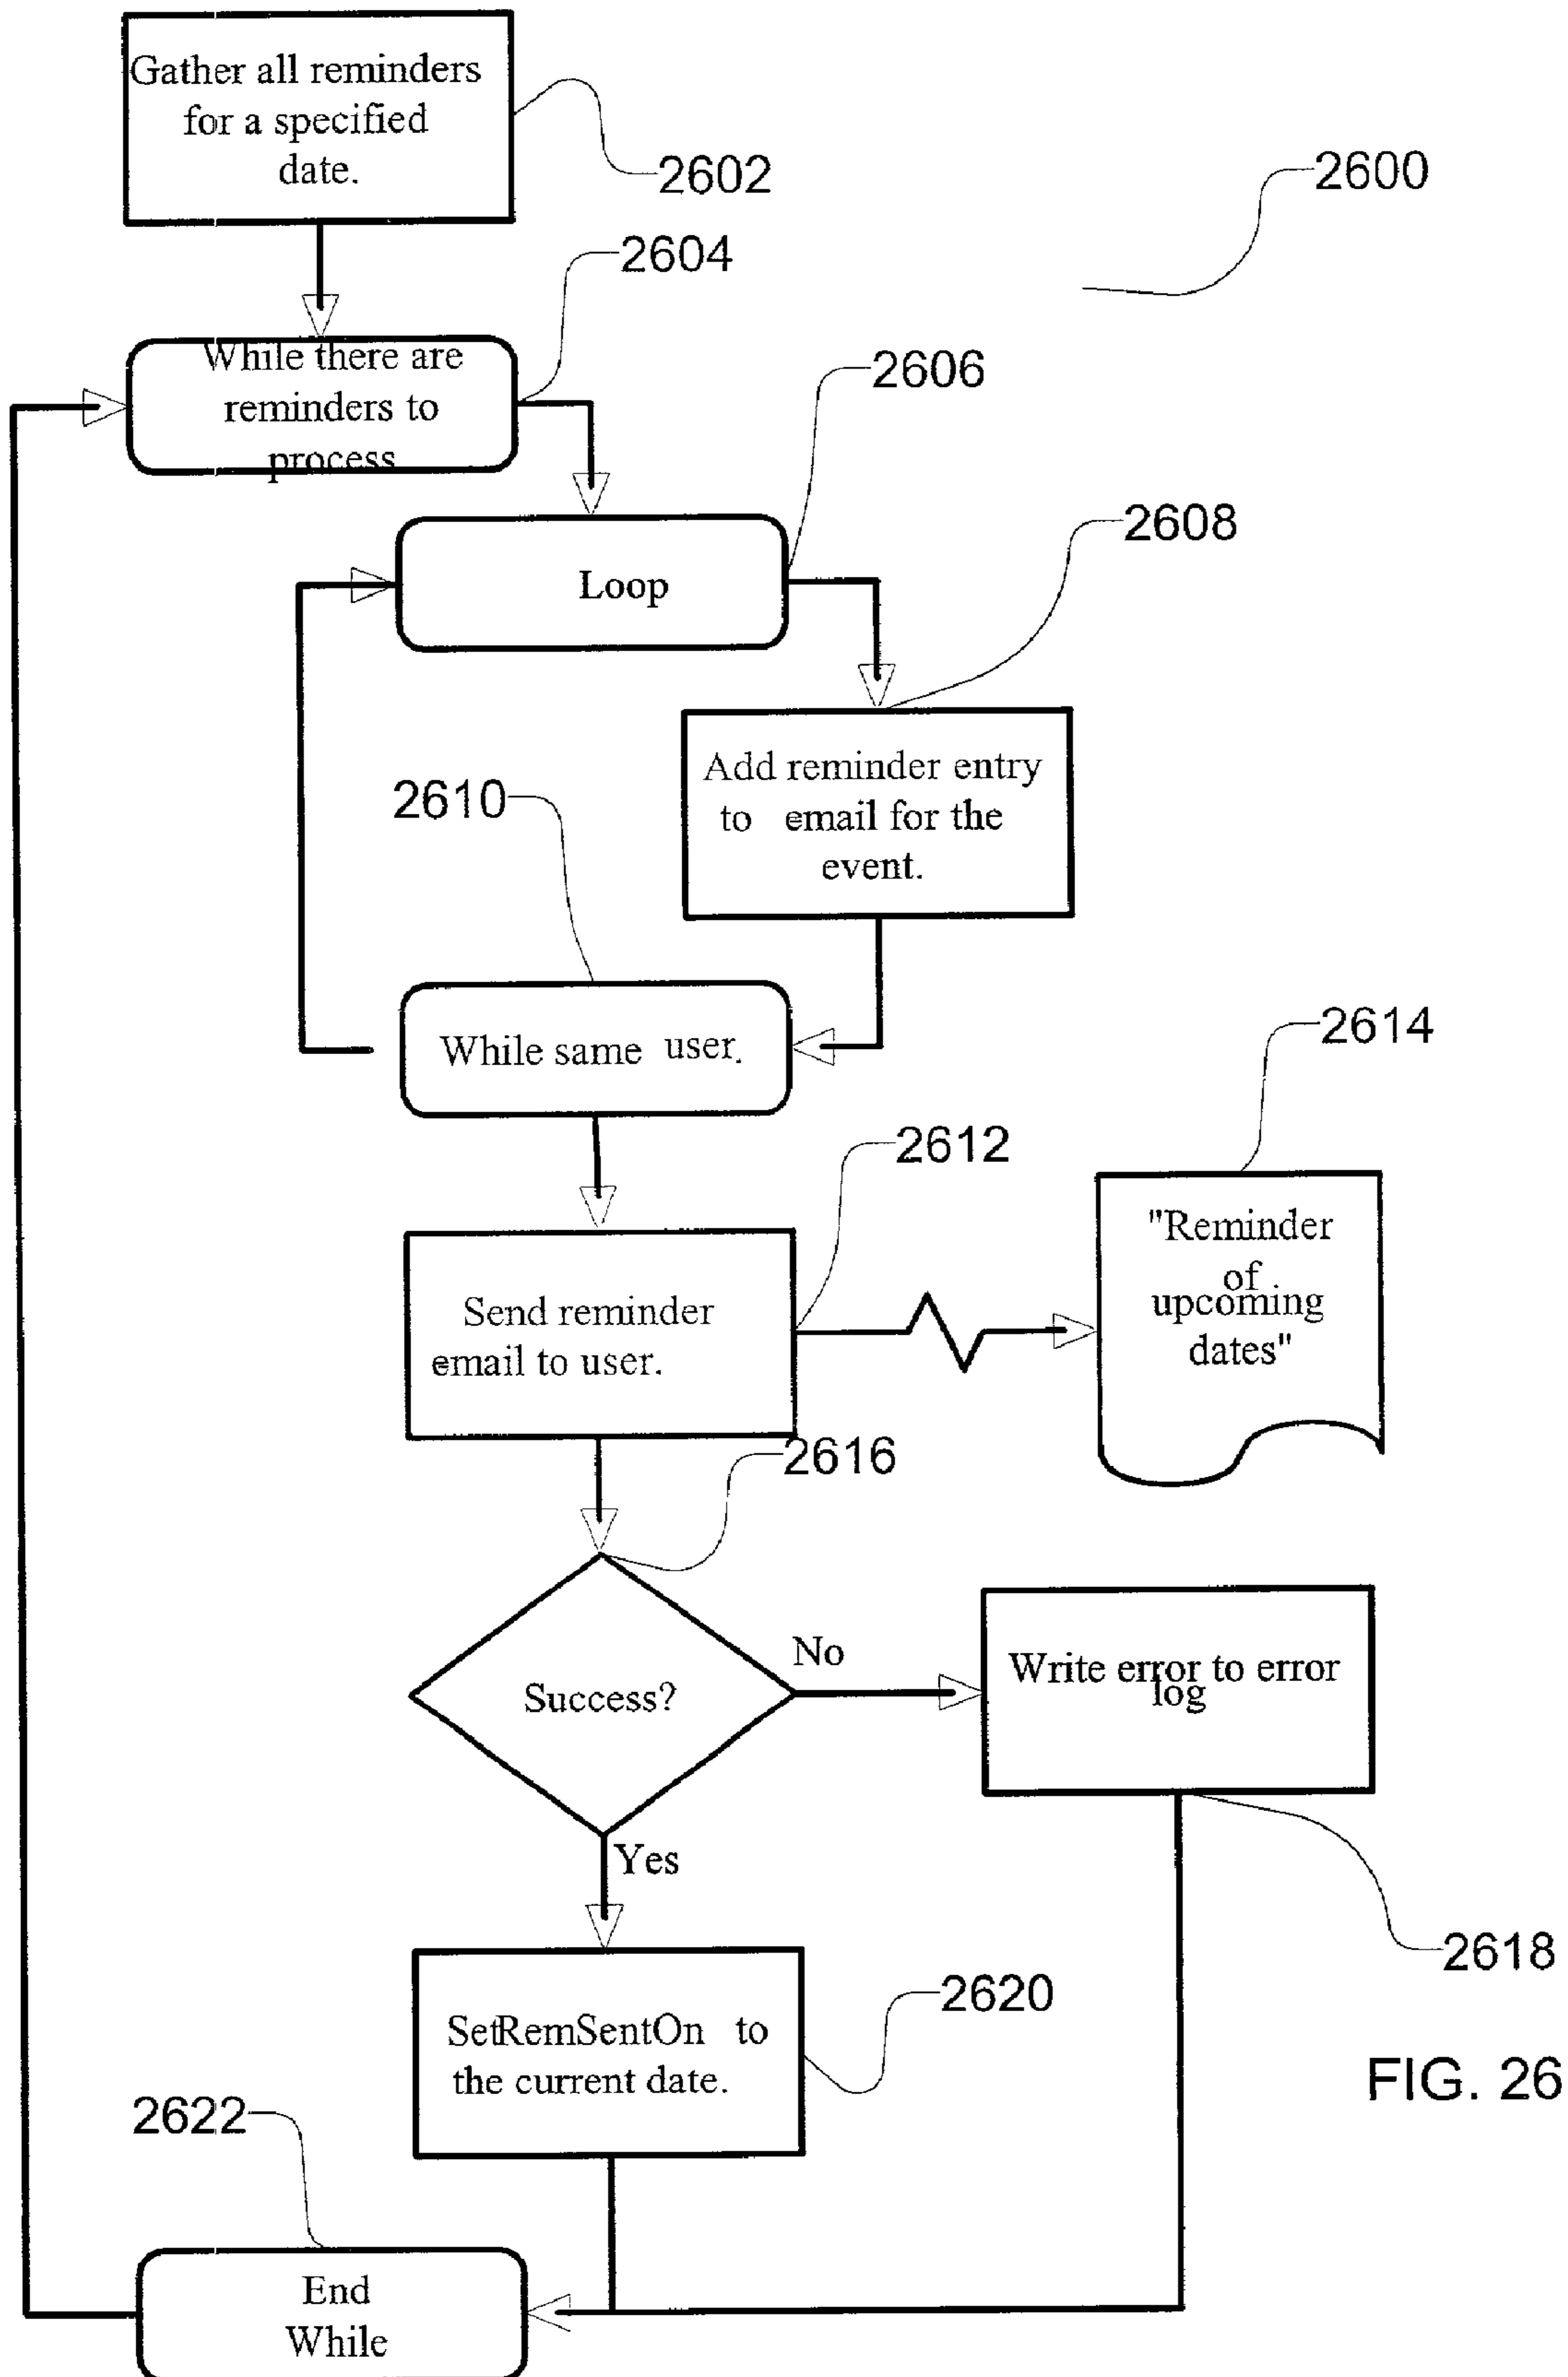 Gather all reminders
for a specified
date.
2602
2600
2604
While there are
reminders to
process
2606
Loop
2608
Add reminder entry
to email for the
event.
2610
While same user.
2614
2612
"Reminder
of
upcoming
dates"
Send reminder
email to user.
2616
No
Write error to error
log
Success?
Yes
2618
2620
SetRemSentOn to
the current date.
FIG. 26
2622
End
While